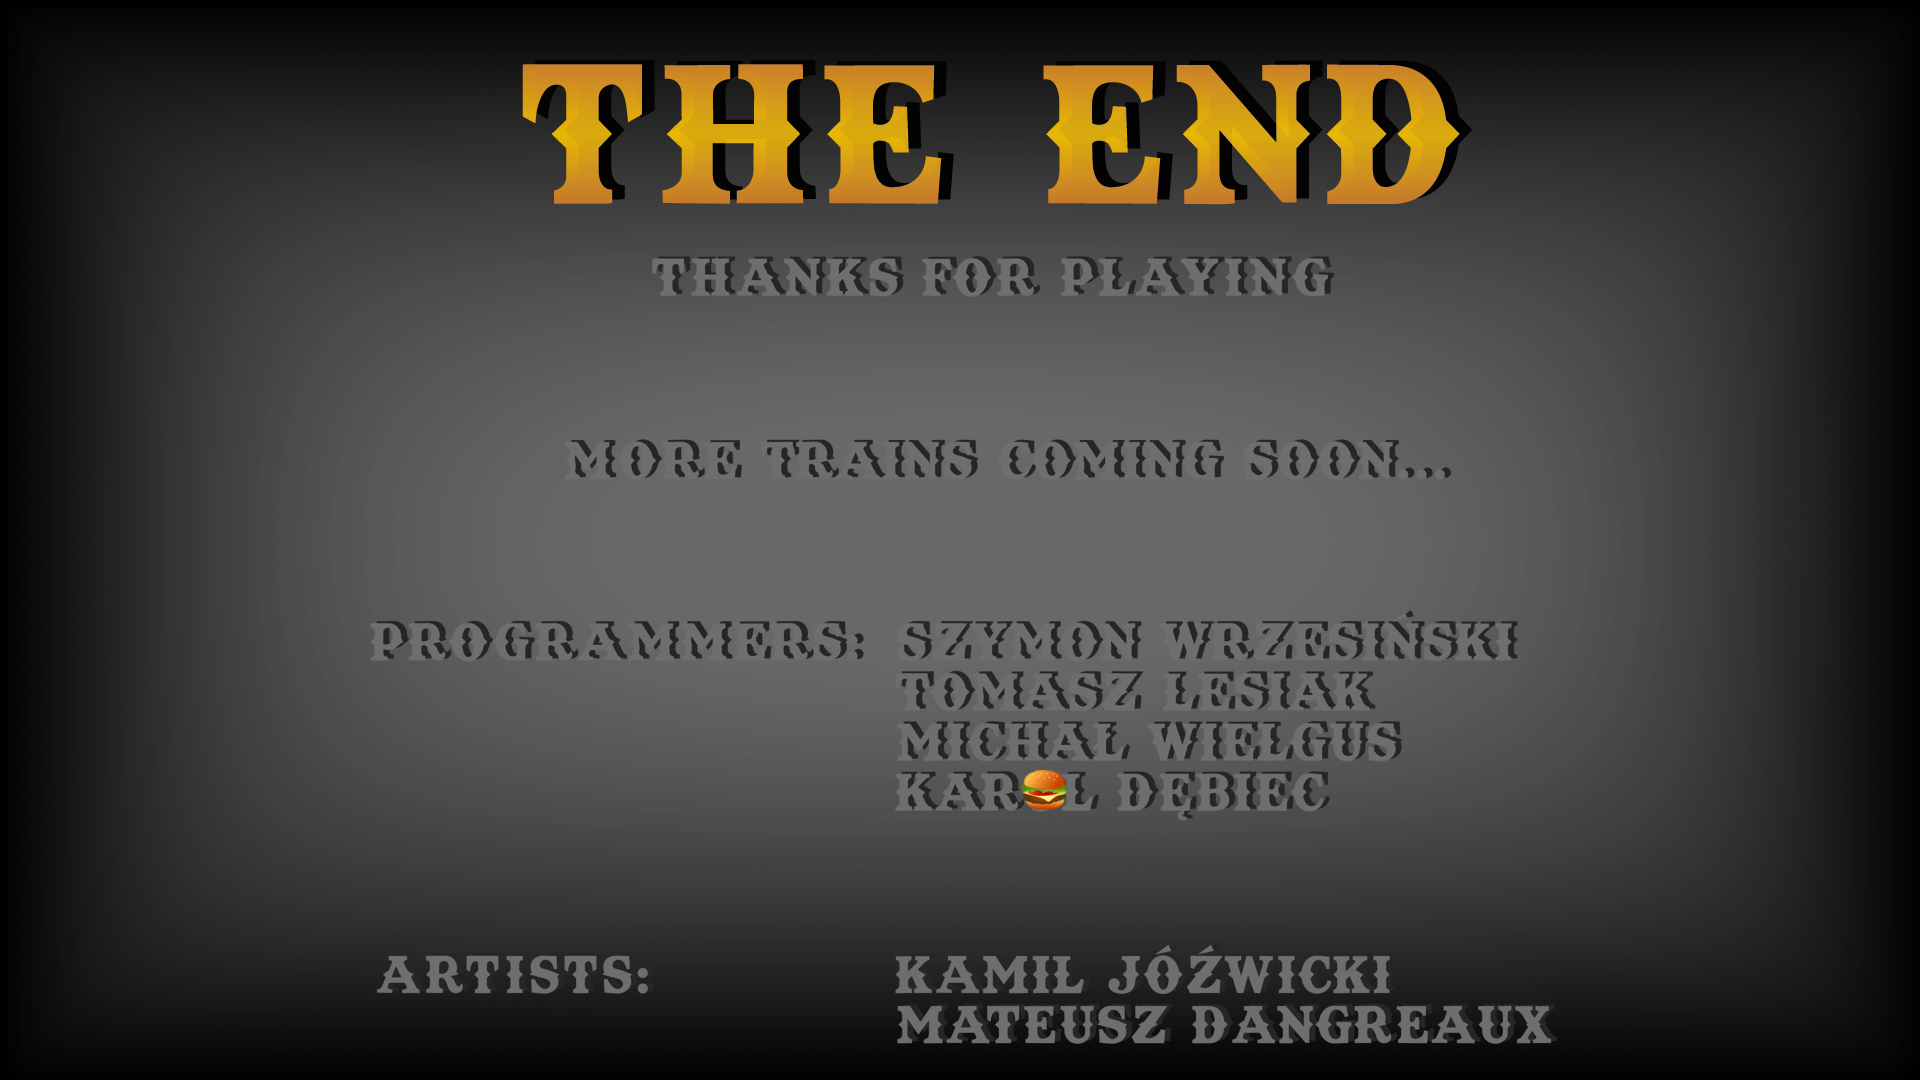 THE END
THANKS FOR PLAYING
MORE TRAINS COMING SOON...
PROGRAMMERS: SZYMON WRZESIŃSKI
TOMASZ LESIAK
MICHAŁ WIELGUS
KAR🍔L DĘBIEC
ARTISTS: KAMIL JÓŹWICKI
MATEUSZ DANGREAUX